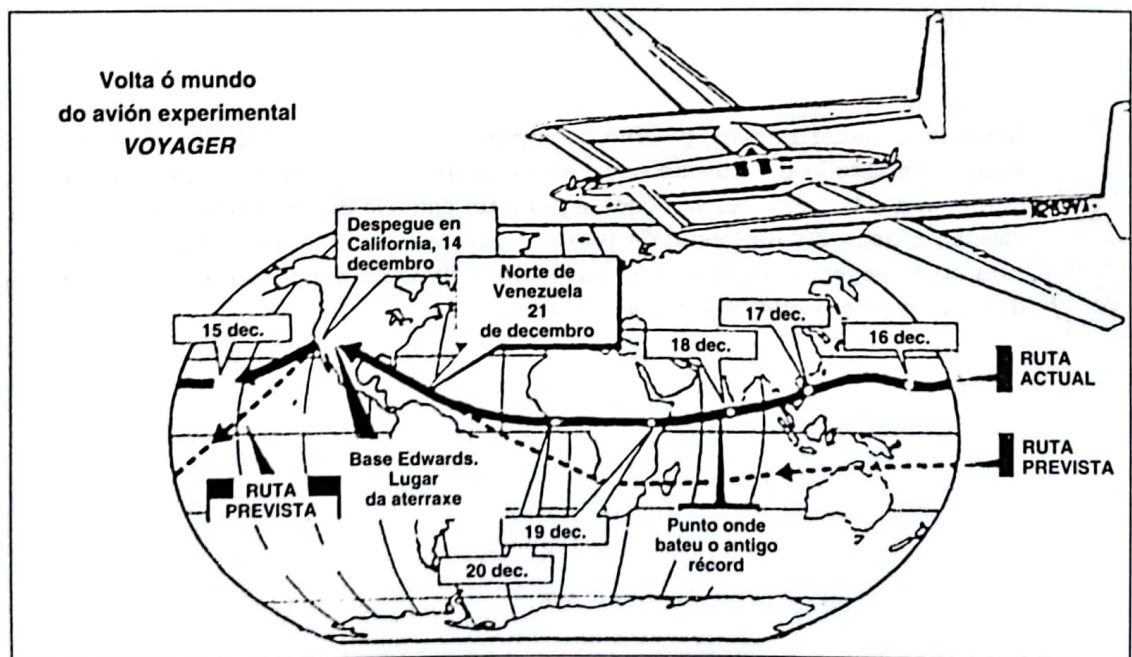 Volta ó mundo
do avión experimental
VOYAGER
Despegue en
California, 14
decembro
Norte de
Venezuela
21
de decembro
15 dec.
17 dec.
18 dec.
16 dec.
RUTA
ACTUAL
RUTA
PREVISTA
Base Edwards.
Lugar
da aterraxe
RUTA
PREVISTA
19 dec.
20 dec.
Punto onde
bateu o antigo
récord